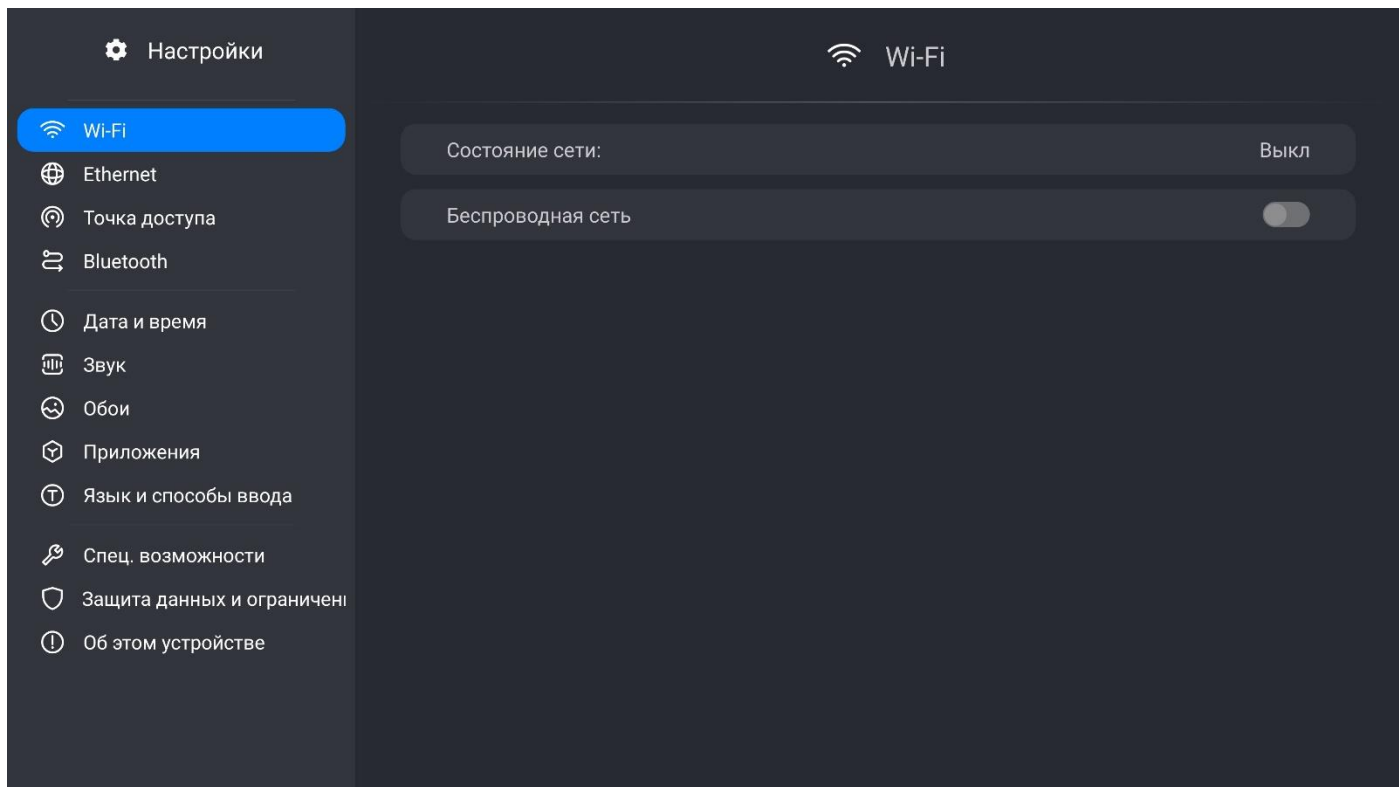 Настройки
Wi-Fi
Ethernet
Точка доступа
Bluetooth
Дата и время
Звук
Обои
Приложения
Язык и способы ввода
Спец. возможности
Защита данных и ограничен
Об этом устройстве
Wi-Fi
Состояние сети: Выкл
Беспроводная сеть